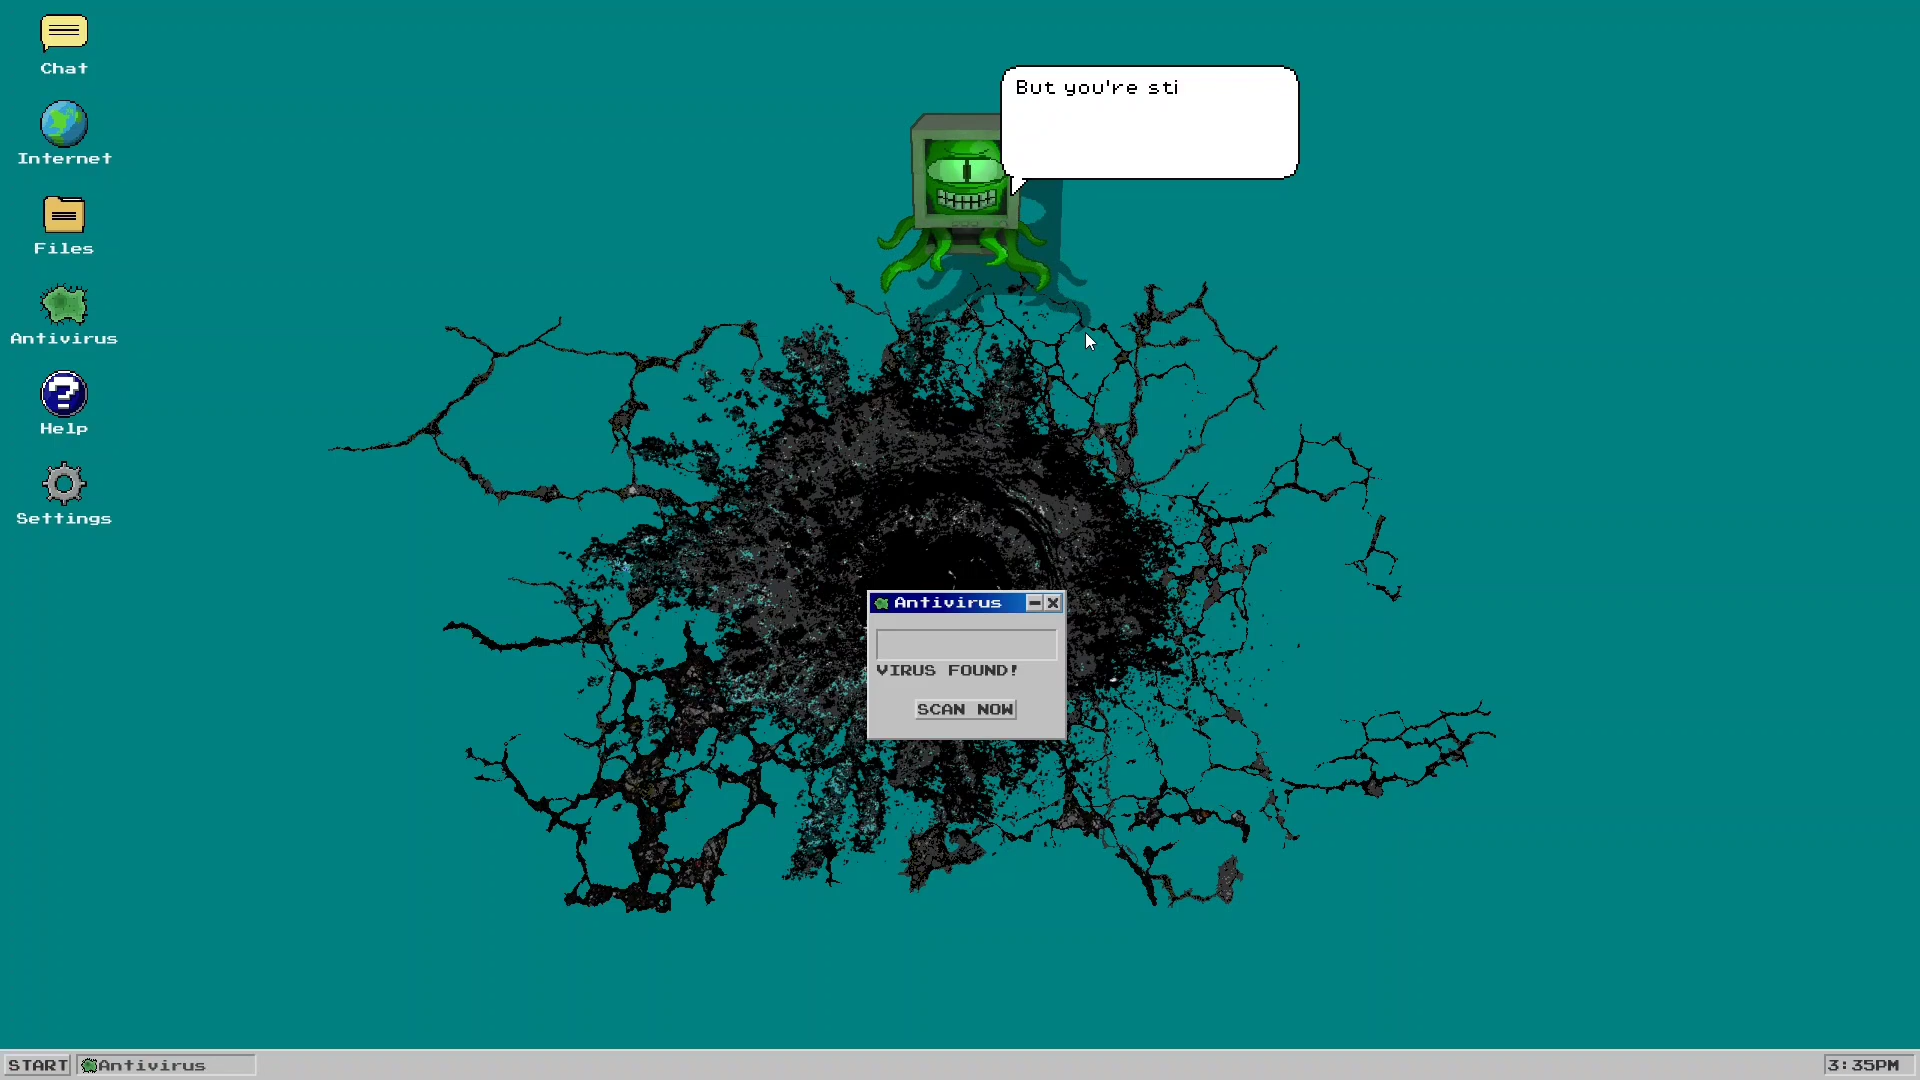 Chat
Internet
Files
Antivirus
Help
Settings
But you're sti
Antivirus
VIRUS FOUND!
SCAN NOW
START
Antivirus
3:35PM